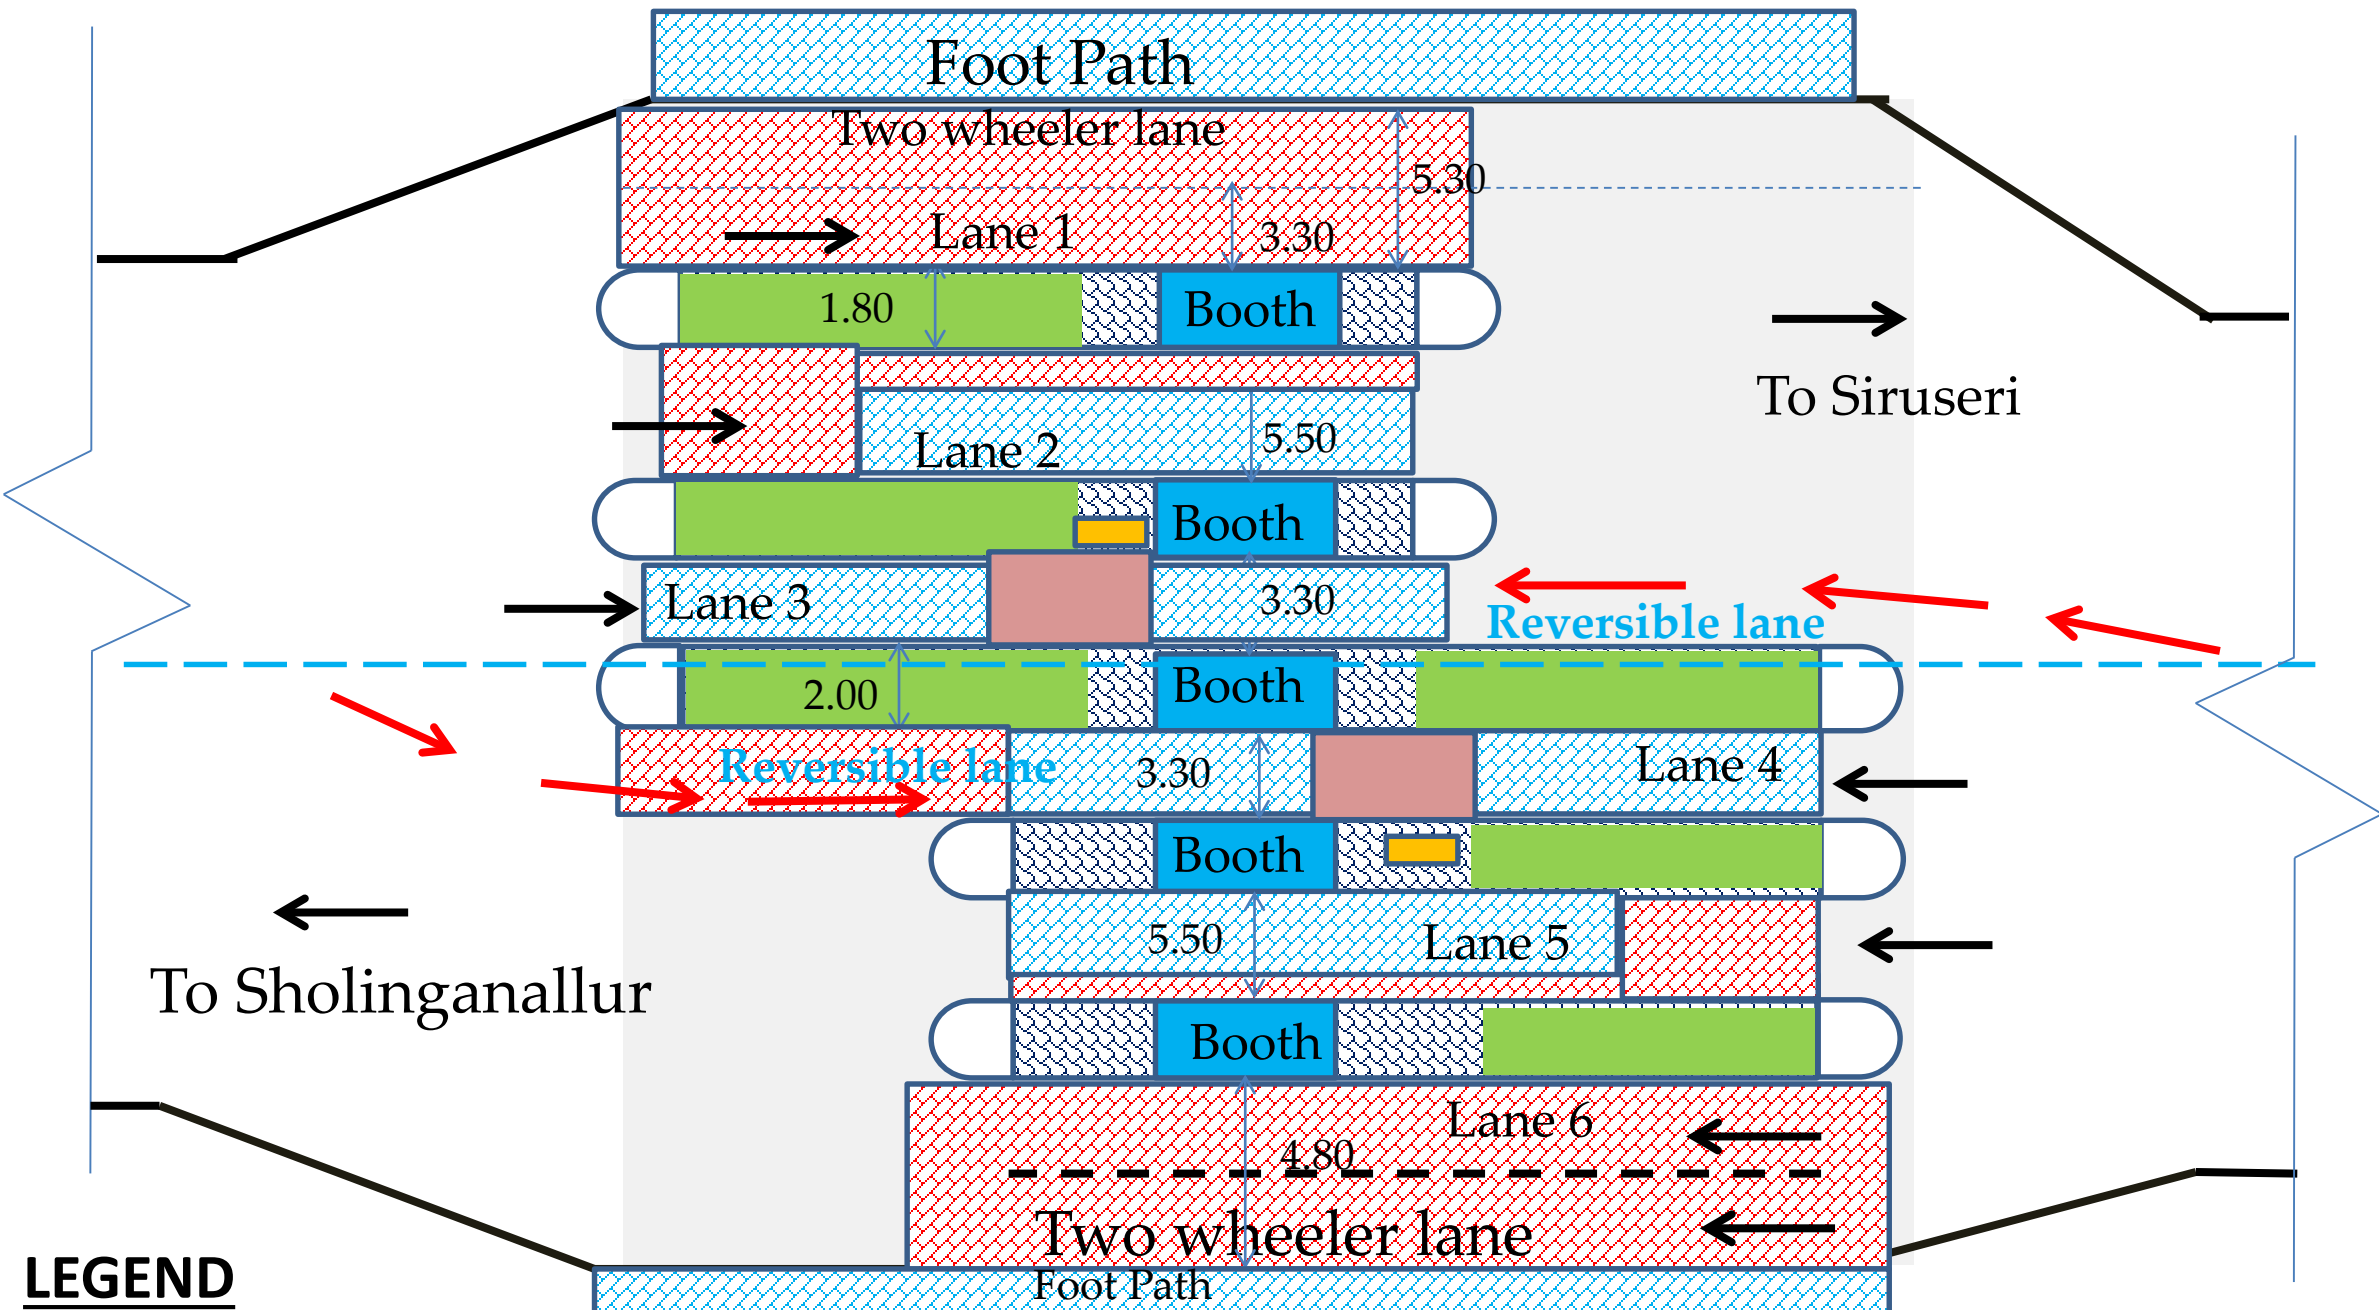 Foot Path
Two wheeler lane
5.30
Lane 1
3.30
1.80
Booth
To Siruseri
Lane 2
5.50
Booth
Lane 3
3.30
Reversible lane
2.00
Booth
Reversible lane
3.30
Lane 4
Booth
5.50
Lane 5
To Sholinganallur
Booth
Lane 6
4.80
Two wheeler lane
Foot Path
LEGEND